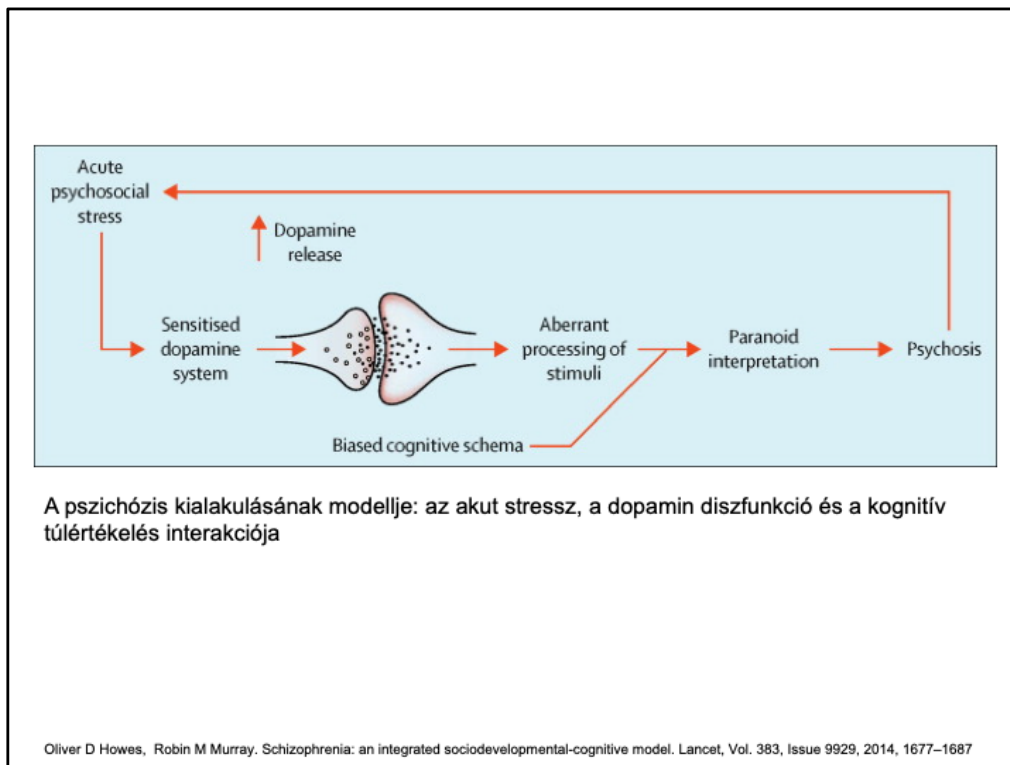 Acute
psychosocial
stress
Dopamine
release
Sensitised
dopamine
system
Aberrant
processing of
stimuli
Paranoid
interpretation
Psychosis
Biased cognitive schema
A pszichózis kialakulásának modellje: az akut stressz, a dopamin diszfunkció és a kognitív
túlértékelés interakciója
Oliver D Howes, Robin M Murray. Schizophrenia: an integrated sociodevelopmental-cognitive model. Lancet, Vol. 383, Issue 9929, 2014, 1677–1687